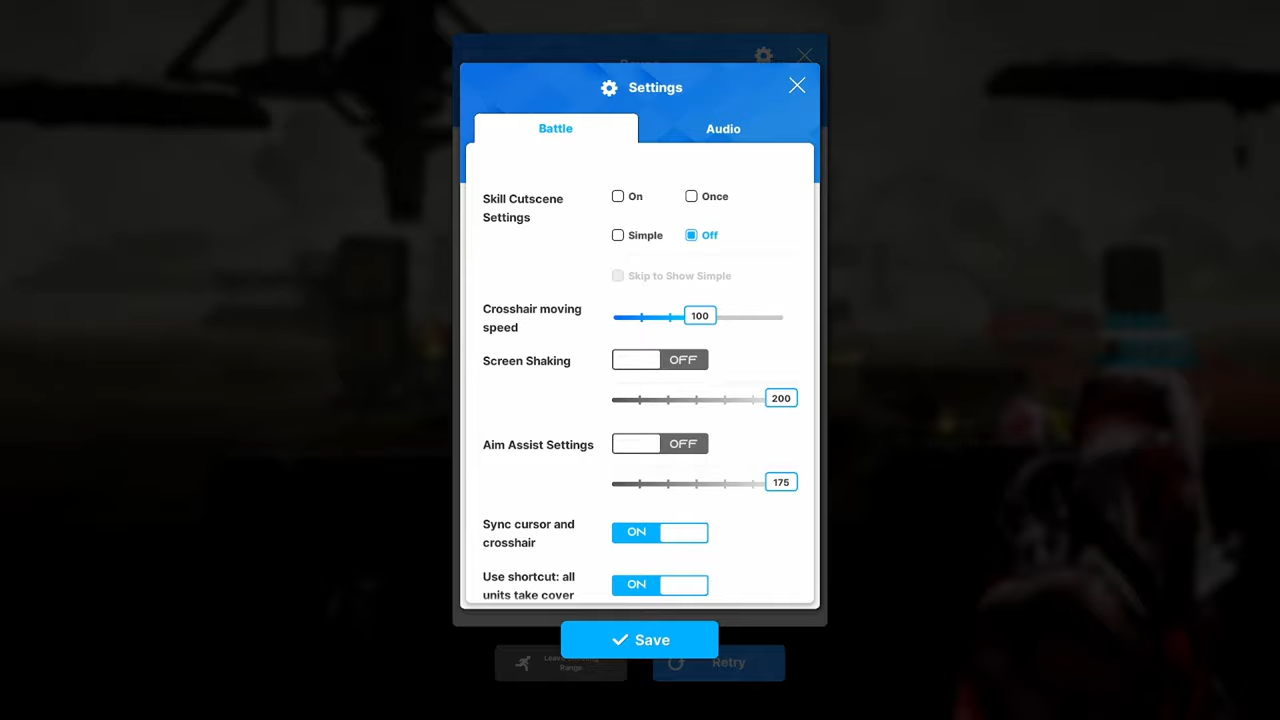 Settings
Battle
Audio
Skill Cutscene
Settings
On
Once
Simple
Off
Skip to Show Simple
Crosshair moving
speed
100
Screen Shaking
OFF
200
Aim Assist Settings
OFF
175
Sync cursor and
crosshair
ON
Use shortcut: all
units take cover
ON
Save
Range
Retry